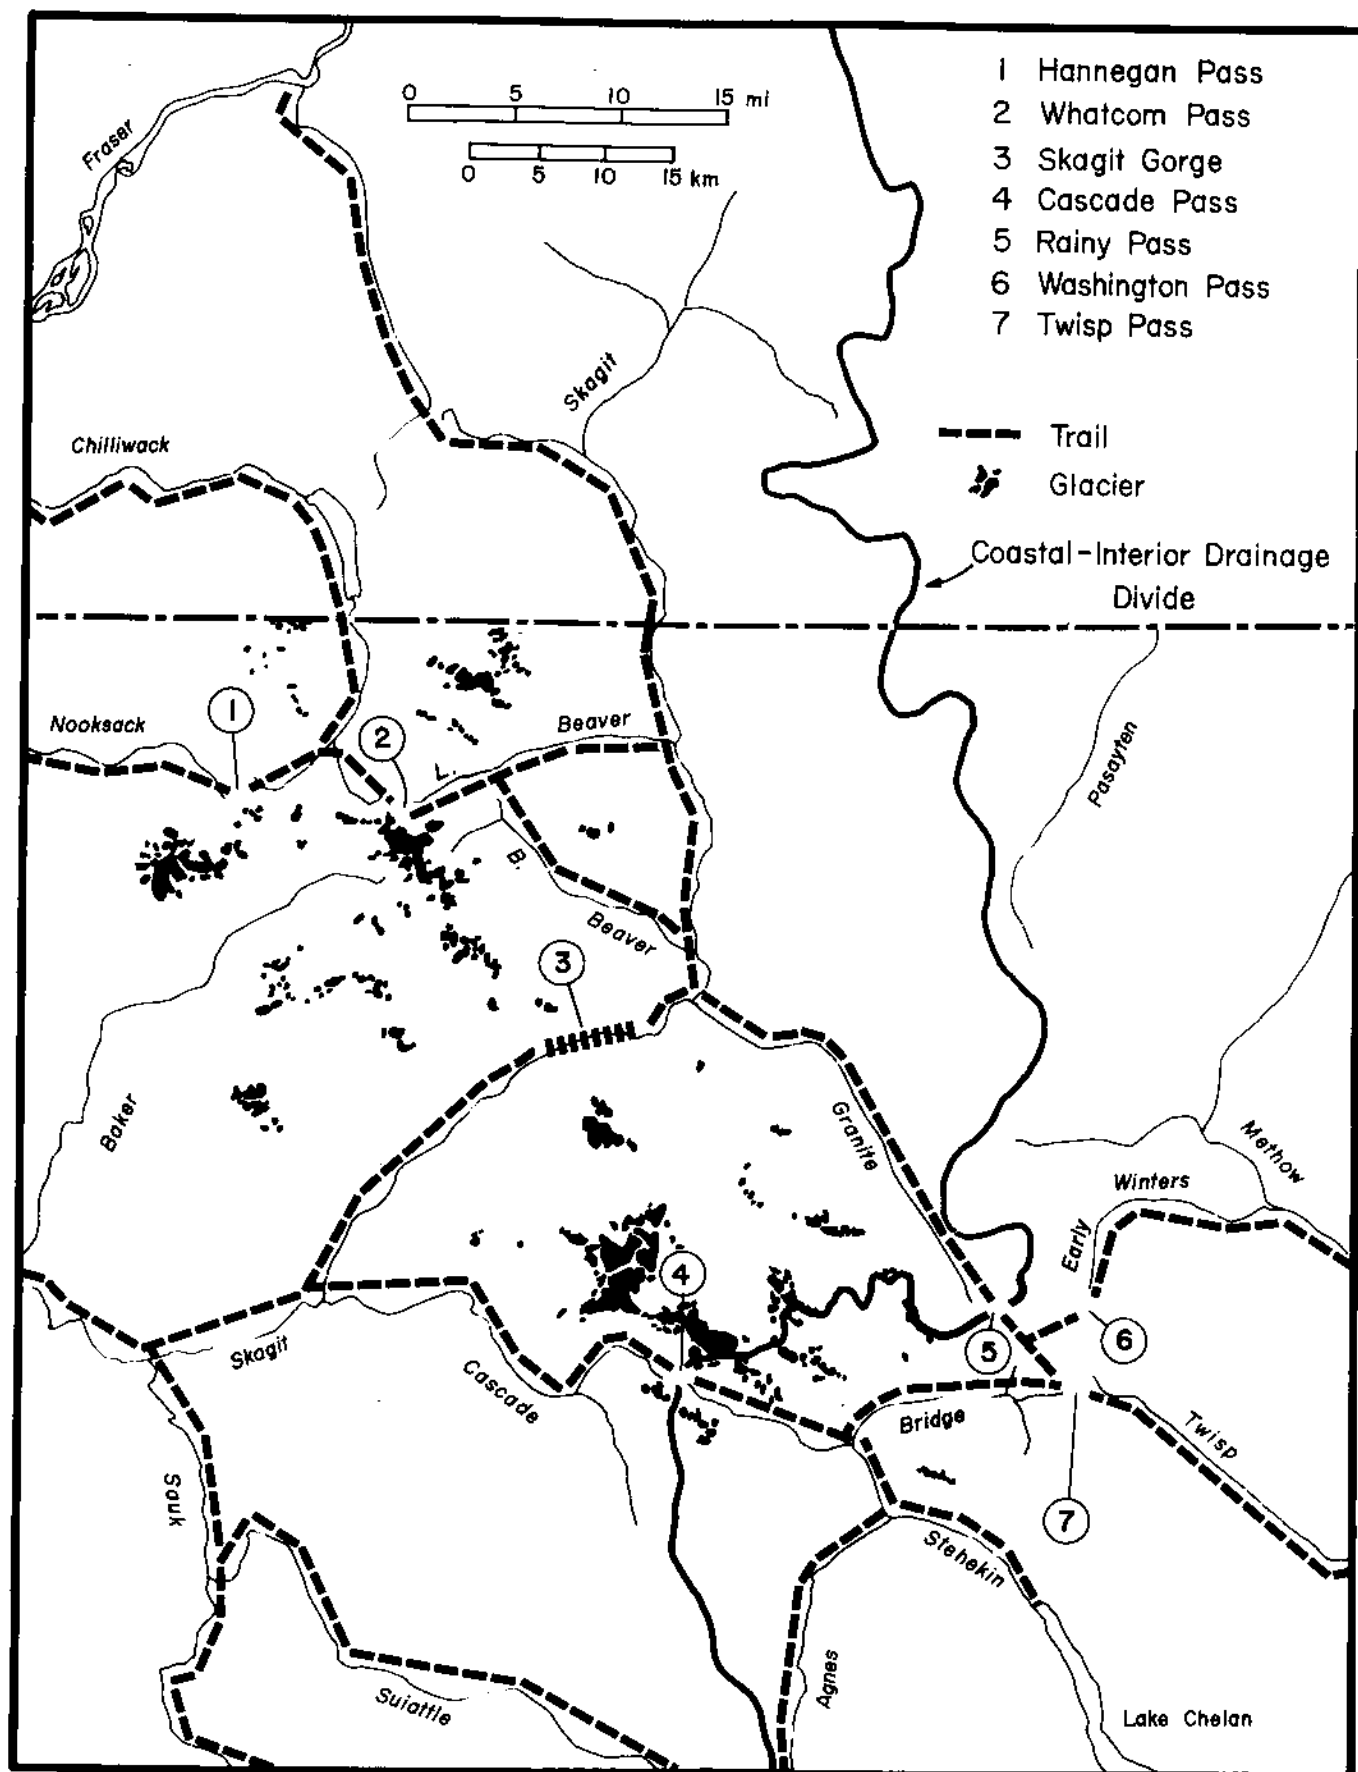 1 Hannegan Pass
2 Whatcom Pass
3 Skagit Gorge
4 Cascade Pass
5 Rainy Pass
6 Washington Pass
7 Twisp Pass
0 5 10 15 mi
0 5 10 15 km
Fraser
Skagit
Chilliwack
Trail
Glacier
Coastal-Interior Drainage
Divide
Nooksack
1
2
L.
Beaver
Pasayten
B.
Beaver
3
Baker
Granite
Methow
Winters
Early
4
5
6
Skagit
Cascade
Bridge
Twisp
Sauk
7
Stehekin
Agnes
Suiattle
Lake Chelan